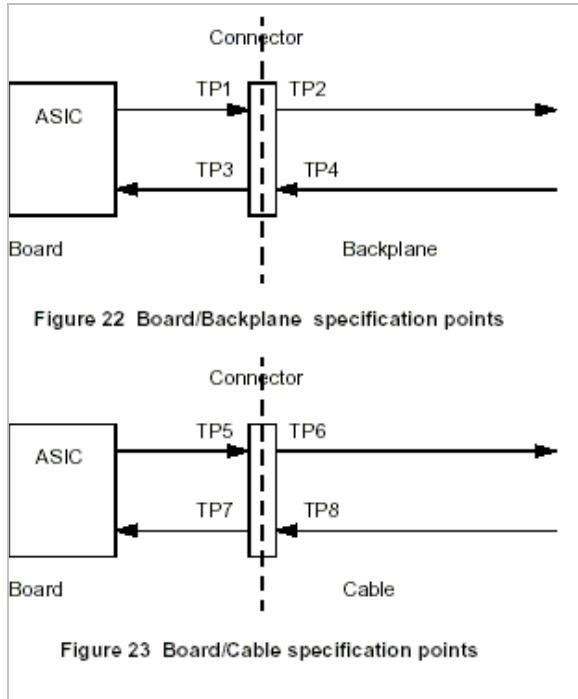 Connector
TP1 TP2
ASIC
TP3 TP4
Board Backplane
Figure 22 Board/Backplane specification points
Connector
TP5 TP6
ASIC
TP7 TP8
Board Cable
Figure 23 Board/Cable specification points